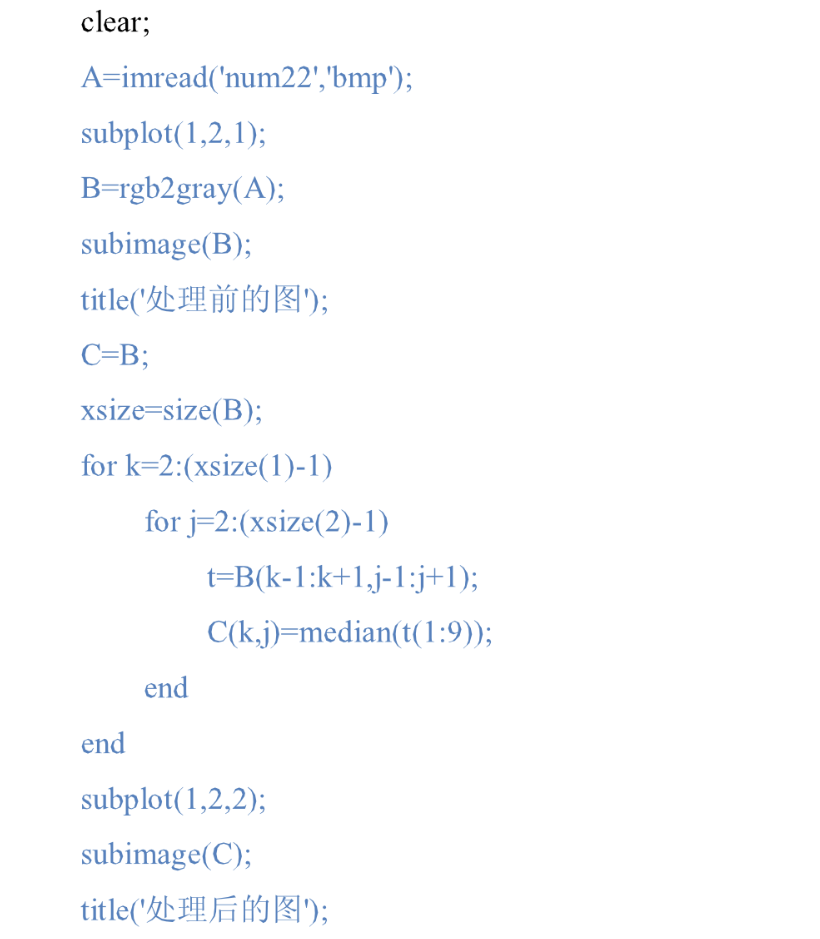 clear;
A=imread('num22','bmp');
subplot(1,2,1);
B=rgb2gray(A);
subimage(B);
title('处理前的图');
C=B;
xsize=size(B);
for k=2:(xsize(1)-1)
for j=2:(xsize(2)-1)
t=B(k-1:k+1,j-1:j+1);
C(k,j)=median(t(1:9));
end
end
subplot(1,2,2);
subimage(C);
title('处理后的图');